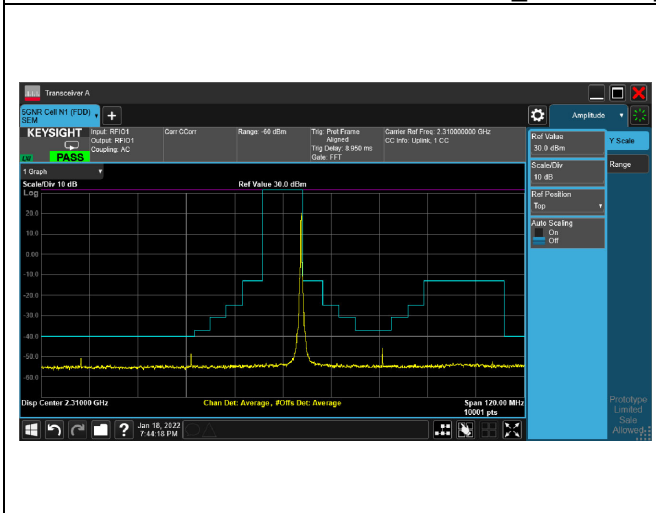 Transceiver A
5GNR Cell N1 (FDD)
SEM
Amplitude
KEYSIGHT
Input: RFIO1
Output: RFIO1
Coupling: AC
Corr CCorr
Range: -60 dBm
Trig: Prot Frame
Aligned
Trig Delay: 8.950 ms
Gate: FFT
Carrier Ref Freq: 2.310000000 GHz
CC Info: Uplink, 1 CC
PASS
1 Graph
Scale/Div 10 dB
Ref Value 30.0 dBm
Log
20.0
10.0
0.00
-10.0
-20.0
-30.0
-40.0
-50.0
-60.0
Disp Center 2.31000 GHz
Chan Det: Average , #Offs Det: Average
Span 120.00 MHz
10001 pts
Ref Value
30.0 dBm
Scale/Div
10 dB
Ref Position
Top
Auto Scaling
On
Off
Y Scale
Range
Prototype
Limited
Sale
Allowed
Jan 18, 2022
7:44:18 PM